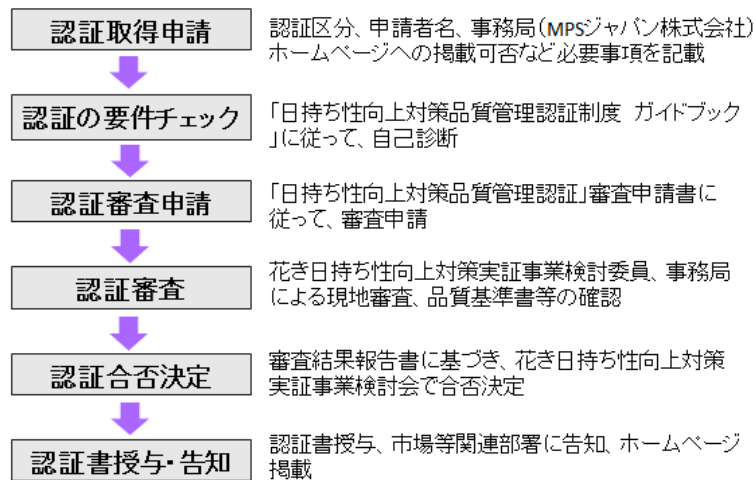 認証取得申請
認証区分、申請者名、事務局（MPSジャパン株式会社）
ホームページへの掲載可否など必要事項を記載
認証の要件チェック
「日持ち性向上対策品質管理認証制度 ガイドブック
」に従って、自己診断
認証審査申請
「日持ち性向上対策品質管理認証」審査申請書に
従って、審査申請
認証審査
花き日持ち性向上対策実証事業検討委員、事務局
による現地審査、品質基準書等の確認
認証合否決定
審査結果報告書に基づき、花き日持ち性向上対策
実証事業検討会で合否決定
認証書授与・告知
認証書授与、市場等関連部署に告知、ホームページ
掲載